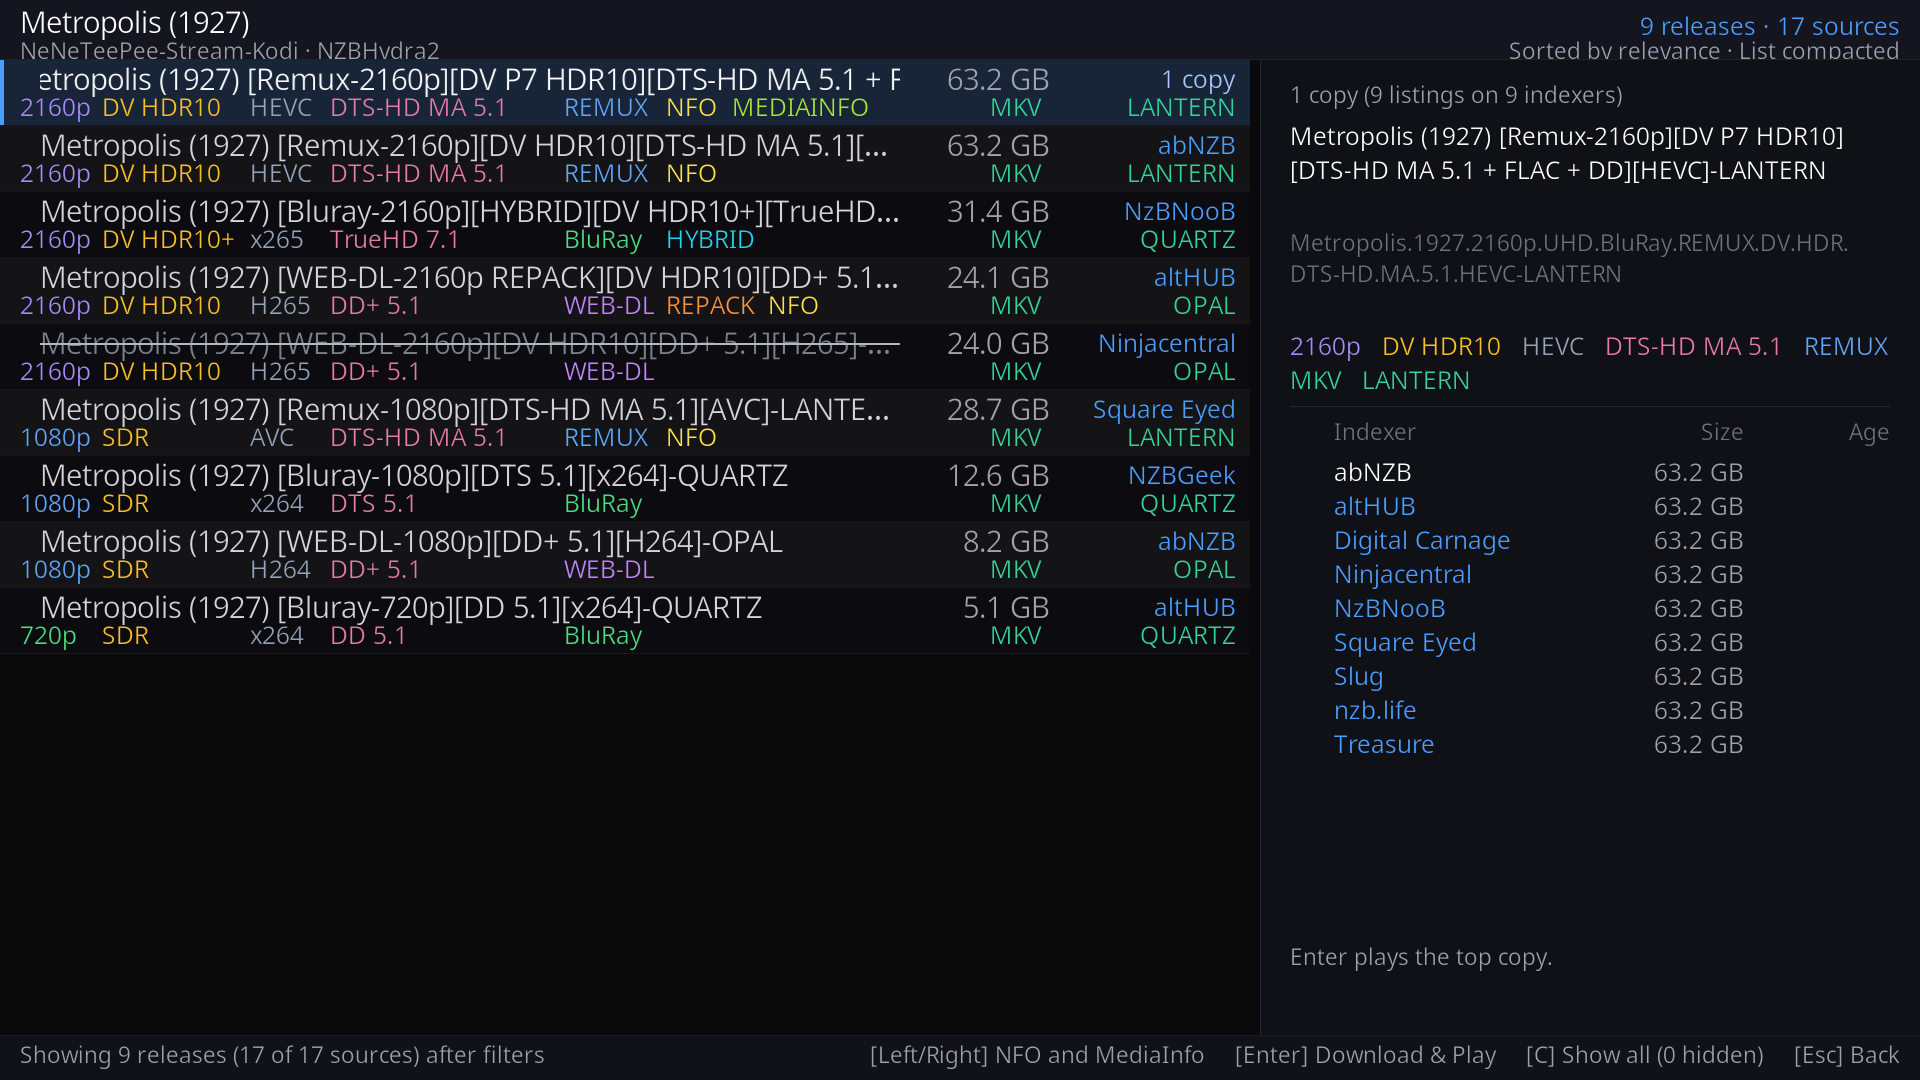 Metropolis (1927)
NeNeTeePee-Stream-Kodi · NZBHydra2
9 releases · 17 sources
Sorted by relevance · List compacted
etropolis (1927) [Remux-2160p][DV P7 HDR10][DTS-HD MA 5.1 + F 63.2 GB 1 copy
2160p DV HDR10 HEVC DTS-HD MA 5.1 REMUX NFO MEDIAINFO MKV LANTERN
Metropolis (1927) [Remux-2160p][DV HDR10][DTS-HD MA 5.1][... 63.2 GB abNZB
2160p DV HDR10 HEVC DTS-HD MA 5.1 REMUX NFO MKV LANTERN
Metropolis (1927) [Bluray-2160p][HYBRID][DV HDR10+][TrueHD... 31.4 GB NzBNooB
2160p DV HDR10+ x265 TrueHD 7.1 BluRay HYBRID MKV QUARTZ
Metropolis (1927) [WEB-DL-2160p REPACK][DV HDR10][DD+ 5.1... 24.1 GB altHUB
2160p DV HDR10 H265 DD+ 5.1 WEB-DL REPACK NFO MKV OPAL
Metropolis (1927) [WEB-DL-2160p][DV HDR10][DD+ 5.1][H265]-... 24.0 GB Ninjacentral
2160p DV HDR10 H265 DD+ 5.1 WEB-DL MKV OPAL
Metropolis (1927) [Remux-1080p][DTS-HD MA 5.1][AVC]-LANTE... 28.7 GB Square Eyed
1080p SDR AVC DTS-HD MA 5.1 REMUX NFO MKV LANTERN
Metropolis (1927) [Bluray-1080p][DTS 5.1][x264]-QUARTZ 12.6 GB NZBGeek
1080p SDR x264 DTS 5.1 BluRay MKV QUARTZ
Metropolis (1927) [WEB-DL-1080p][DD+ 5.1][H264]-OPAL 8.2 GB abNZB
1080p SDR H264 DD+ 5.1 WEB-DL MKV OPAL
Metropolis (1927) [Bluray-720p][DD 5.1][x264]-QUARTZ 5.1 GB altHUB
720p SDR x264 DD 5.1 BluRay MKV QUARTZ
1 copy (9 listings on 9 indexers)
Metropolis (1927) [Remux-2160p][DV P7 HDR10]
[DTS-HD MA 5.1 + FLAC + DD][HEVC]-LANTERN
Metropolis.1927.2160p.UHD.BluRay.REMUX.DV.HDR.
DTS-HD.MA.5.1.HEVC-LANTERN
2160p DV HDR10 HEVC DTS-HD MA 5.1 REMUX
MKV LANTERN
Indexer Size Age
abNZB 63.2 GB
altHUB 63.2 GB
Digital Carnage 63.2 GB
Ninjacentral 63.2 GB
NzBNooB 63.2 GB
Square Eyed 63.2 GB
Slug 63.2 GB
nzb.life 63.2 GB
Treasure 63.2 GB
Enter plays the top copy.
Showing 9 releases (17 of 17 sources) after filters
[Left/Right] NFO and MediaInfo [Enter] Download & Play [C] Show all (0 hidden) [Esc] Back